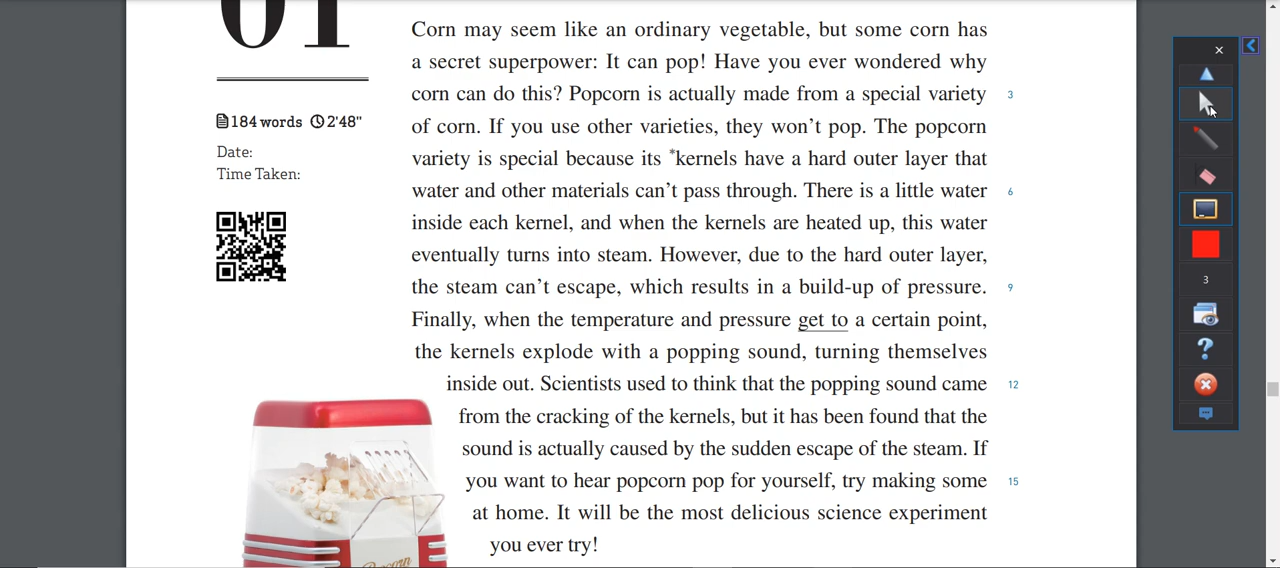 01
184 words 2'48"
Date:
Time Taken:
Corn may seem like an ordinary vegetable, but some corn has
a secret superpower: It can pop! Have you ever wondered why
corn can do this? Popcorn is actually made from a special variety 3
of corn. If you use other varieties, they won't pop. The popcorn
variety is special because its *kernels have a hard outer layer that
water and other materials can't pass through. There is a little water 6
inside each kernel, and when the kernels are heated up, this water
eventually turns into steam. However, due to the hard outer layer,
the steam can't escape, which results in a build-up of pressure. 9
Finally, when the temperature and pressure get to a certain point,
the kernels explode with a popping sound, turning themselves
inside out. Scientists used to think that the popping sound came 12
from the cracking of the kernels, but it has been found that the
sound is actually caused by the sudden escape of the steam. If
you want to hear popcorn pop for yourself, try making some 15
at home. It will be the most delicious science experiment
you ever try!
Popcorn
3